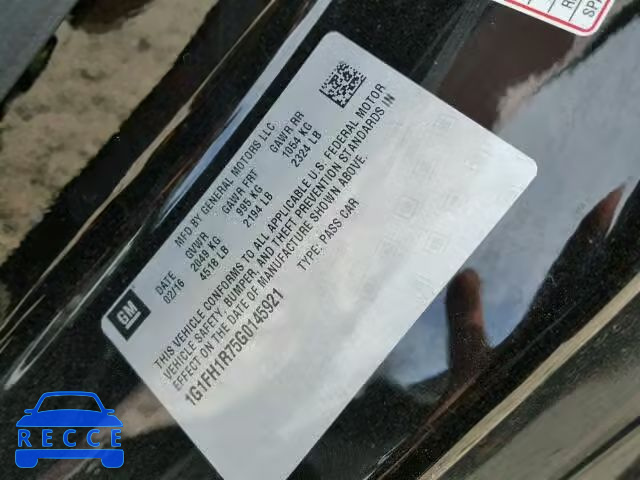 MFD BY GENERAL MOTORS LLC
DATE GVWR GAWR FRT GAWR RR
02/16 2049 KG 995 KG 1054 KG
4518 LB 2194 LB 2324 LB
THIS VEHICLE CONFORMS TO ALL APPLICABLE U.S. FEDERAL MOTOR
VEHICLE SAFETY, BUMPER, AND THEFT PREVENTION STANDARDS IN
EFFECT ON THE DATE OF MANUFACTURE SHOWN ABOVE.
1G1FH1R75G0145921 TYPE: PASS CAR
GM
RECCE